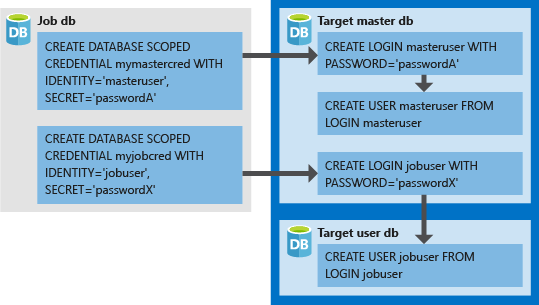 DB
Job db
CREATE DATABASE SCOPED
CREDENTIAL mymastercred WITH
IDENTITY='masteruser',
SECRET='passwordA'
CREATE DATABASE SCOPED
CREDENTIAL myjobcred WITH
IDENTITY='jobuser',
SECRET='passwordX'
DB
Target master db
CREATE LOGIN masteruser WITH
PASSWORD='passwordA'
CREATE USER masteruser FROM
LOGIN masteruser
CREATE LOGIN jobuser WITH
PASSWORD='passwordX'
DB
Target user db
CREATE USER jobuser FROM
LOGIN jobuser